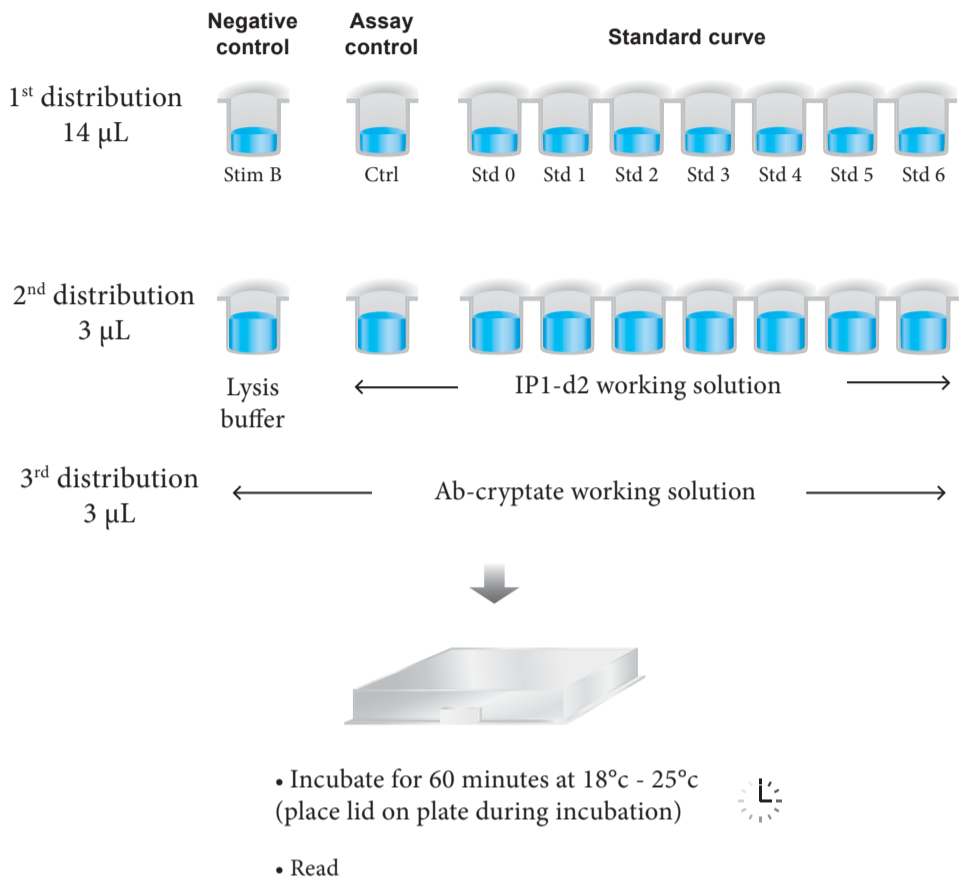 Negative control
Assay control
Standard curve
1st distribution
14 μL
Stim B
Ctrl
Std 0
Std 1
Std 2
Std 3
Std 4
Std 5
Std 6
2nd distribution
3 μL
Lysis buffer
IP1-d2 working solution
3rd distribution
3 μL
Ab-cryptate working solution
• Incubate for 60 minutes at 18°c - 25°c
(place lid on plate during incubation)
• Read